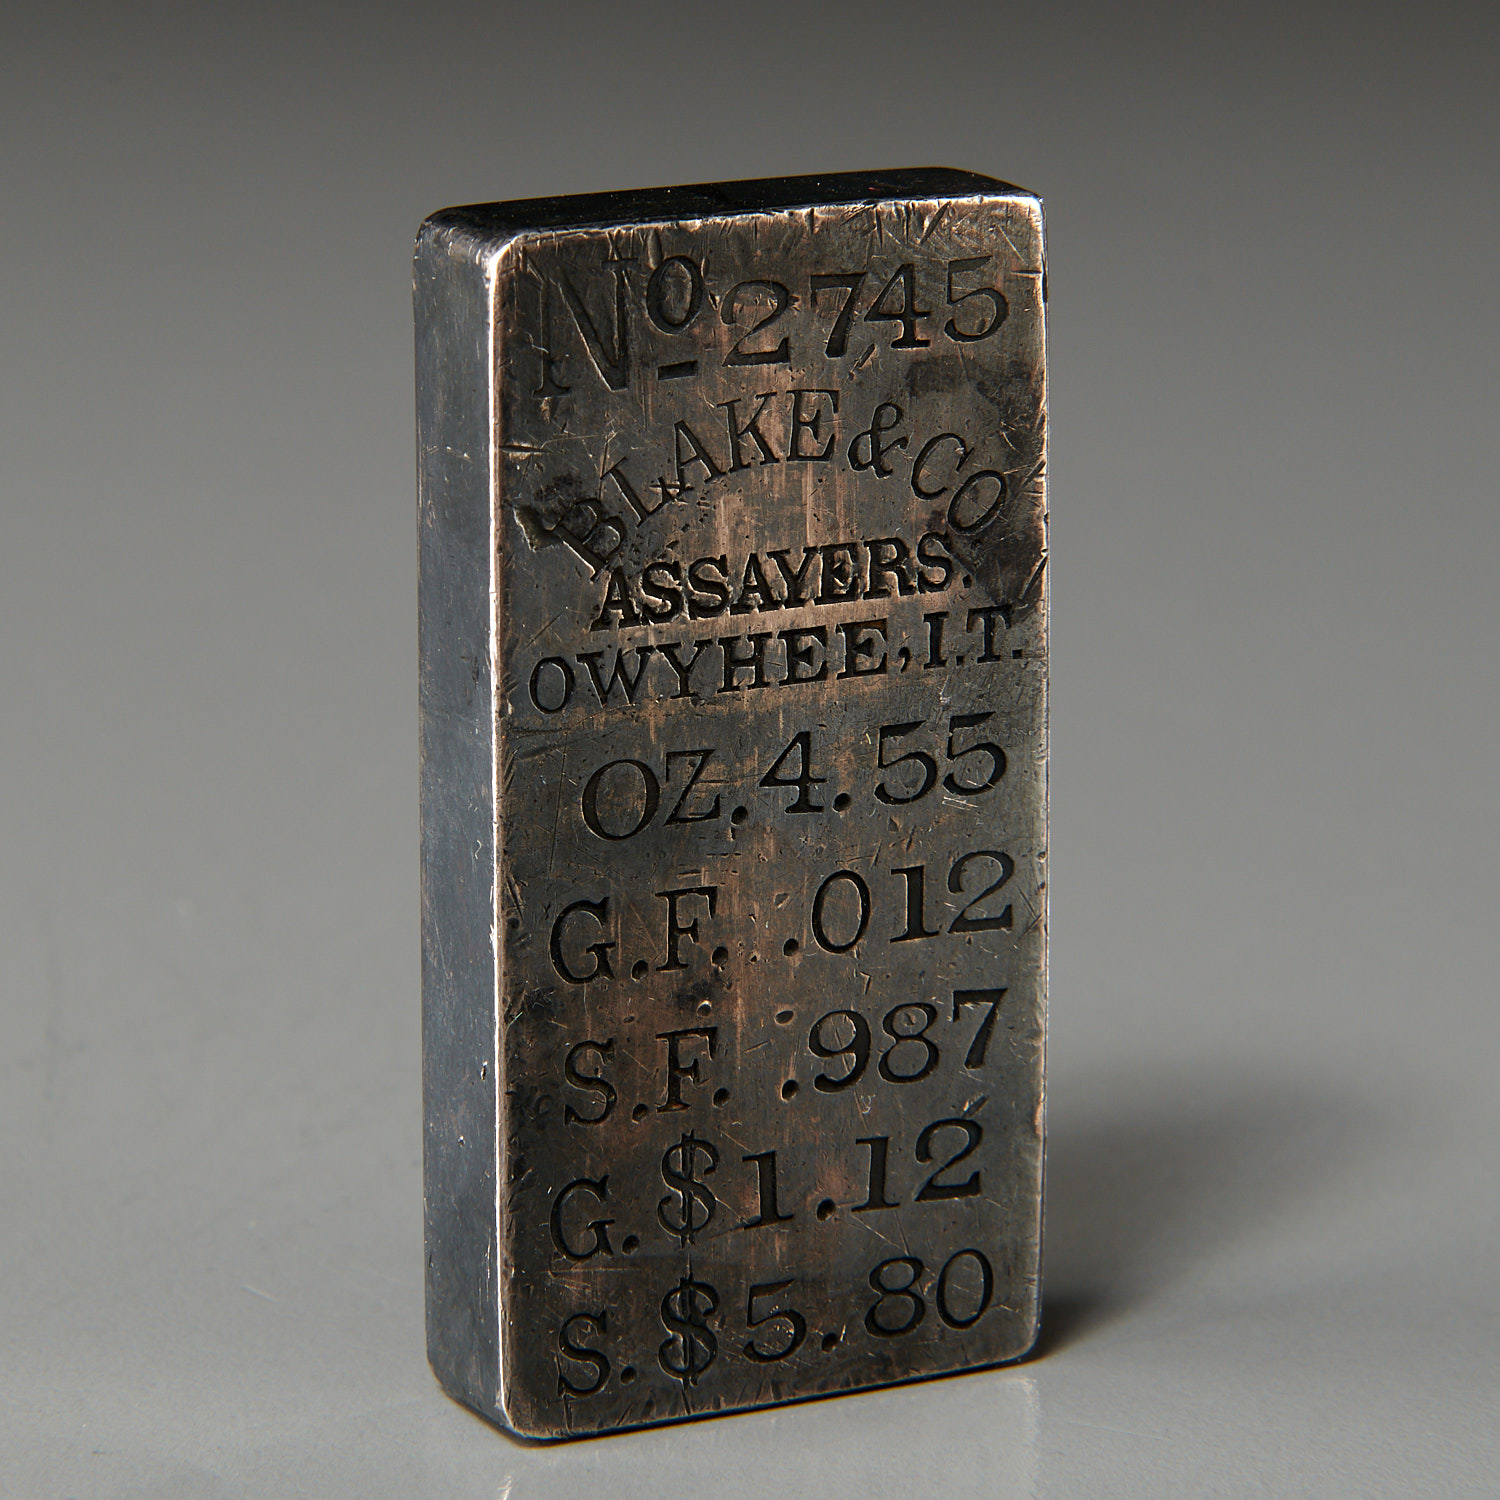 No 2745
BLAKE & CO
ASSAYERS.
OWYHEE, I.T.
OZ. 4.55
G.F. .012
S.F. .987
G. $1.12
S. $5.80